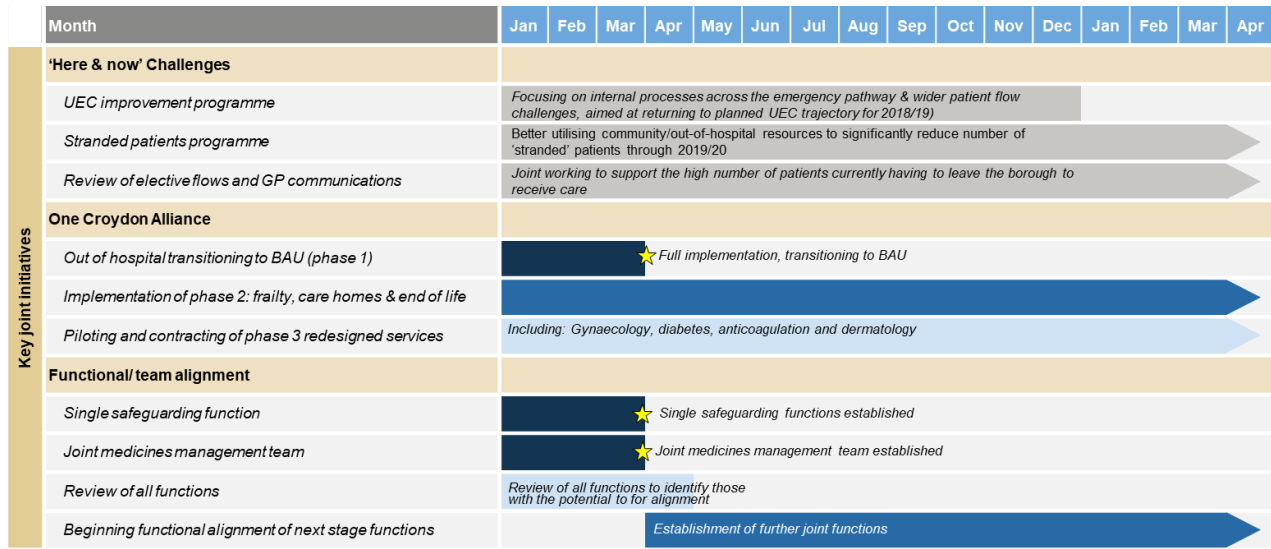 Month
Jan Feb Mar Apr May Jun Jul Aug Sep Oct Nov Dec Jan Feb Mar Apr
Key joint initiatives
‘Here & now’ Challenges
UEC improvement programme
Focusing on internal processes across the emergency pathway & wider patient flow
challenges, aimed at returning to planned UEC trajectory for 2018/19)
Stranded patients programme
Better utilising community/out-of-hospital resources to significantly reduce number of
‘stranded’ patients through 2019/20
Review of elective flows and GP communications
Joint working to support the high number of patients currently having to leave the borough to
receive care
One Croydon Alliance
Out of hospital transitioning to BAU (phase 1)
Full implementation, transitioning to BAU
Implementation of phase 2: frailty, care homes & end of life
Piloting and contracting of phase 3 redesigned services
Including: Gynaecology, diabetes, anticoagulation and dermatology
Functional/ team alignment
Single safeguarding function
Single safeguarding functions established
Joint medicines management team
Joint medicines management team established
Review of all functions
Review of all functions to identify those
with the potential to for alignment
Beginning functional alignment of next stage functions
Establishment of further joint functions